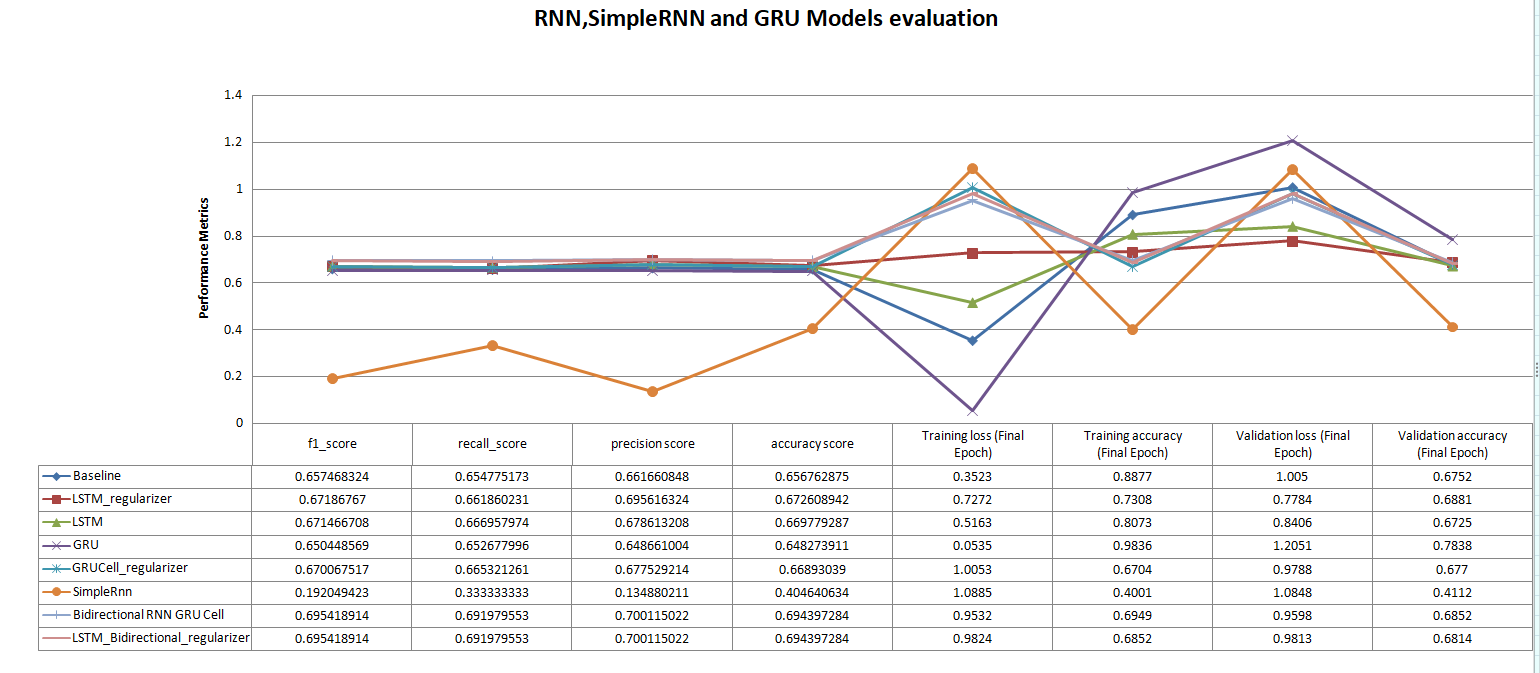 RNN,SimpleRNN and GRU Models evaluation
1.4
1.2
1
0.8
0.6
0.4
0.2
0
Performance Metrics
f1_score recall_score precision score accuracy score Training loss (Final Epoch) Training accuracy (Final Epoch) Validation loss (Final Epoch) Validation accuracy (Final Epoch)
Baseline 0.657468324 0.654775173 0.661660848 0.656762875 0.3523 0.8877 1.005 0.6752
LSTM_regularizer 0.67186767 0.661860231 0.695616324 0.672608942 0.7272 0.7308 0.7784 0.6881
LSTM 0.671466708 0.666957974 0.678613208 0.669779287 0.5163 0.8073 0.8406 0.6725
GRU 0.650448569 0.652677996 0.648661004 0.648273911 0.0535 0.9836 1.2051 0.7838
GRUCell_regularizer 0.670067517 0.665321261 0.677529214 0.66893039 1.0053 0.6704 0.9788 0.677
SimpleRnn 0.192049423 0.333333333 0.134880211 0.404640634 1.0885 0.4001 1.0848 0.4112
Bidirectional RNN GRU Cell 0.695418914 0.691979553 0.700115022 0.694397284 0.9532 0.6949 0.9598 0.6852
LSTM_Bidirectional_regularizer 0.695418914 0.691979553 0.700115022 0.694397284 0.9824 0.6852 0.9813 0.6814